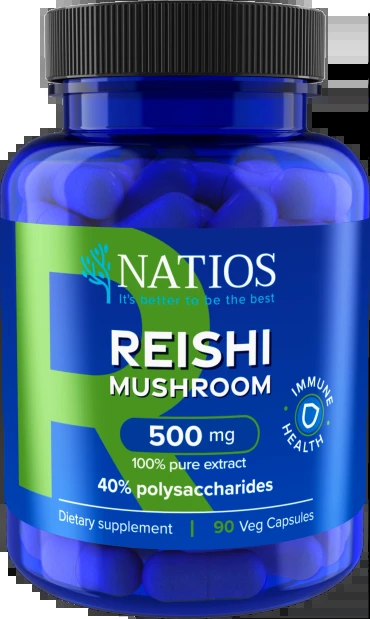 NATIOS
It's better to be the best
REISHI
MUSHROOM
500 mg
100% pure extract
40% polysaccharides
IMMUNE
HEALTH
Dietary supplement | 90 Veg Capsules
R